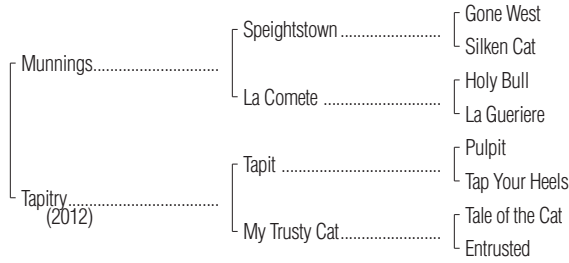 Gone West
Speightstown ........................
Silken Cat
Munnings..............................
Holy Bull
La Comete ............................
La Gueriere
Pulpit
Tapit ......................................
Tap Your Heels
Tapitry....................................
(2012)
Tale of the Cat
My Trusty Cat........................
Entrusted